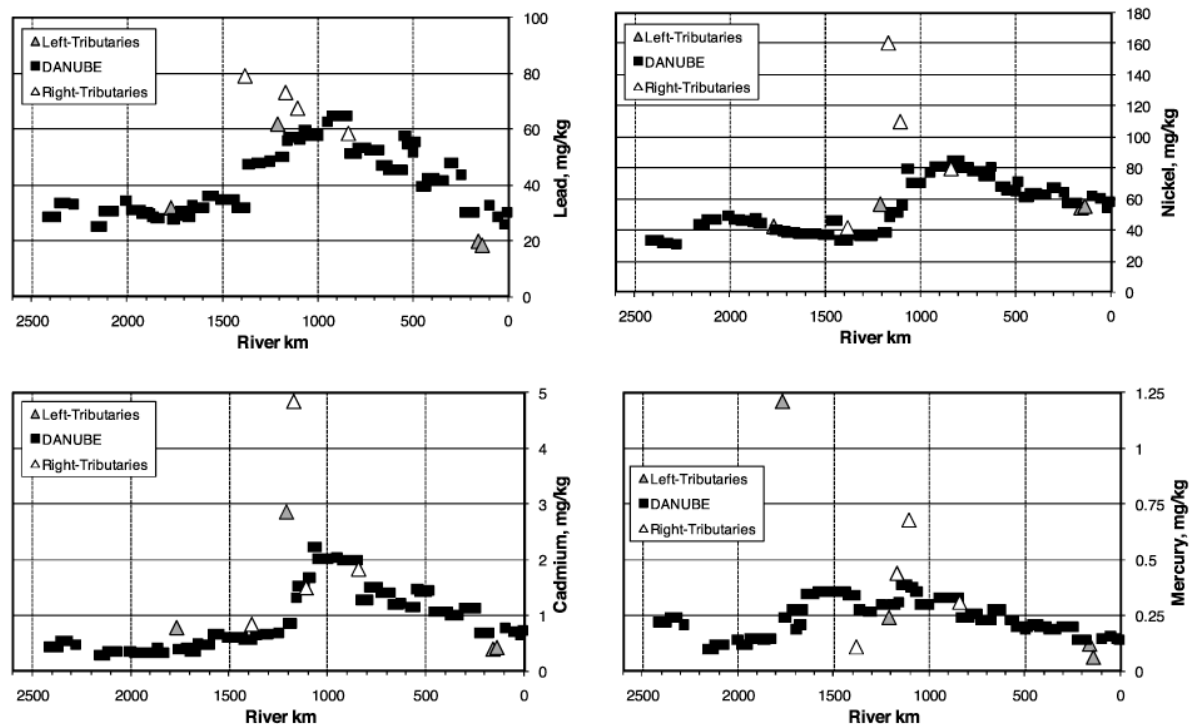 100
80
60
40
20
0
Lead, mg/kg
Left-Tributaries
DANUBE
Right-Tributaries
2500 2000 1500 1000 500 0
River km
180
160
140
120
100
80
60
40
20
0
Nickel, mg/kg
Left-Tributaries
DANUBE
Right-Tributaries
2500 2000 1500 1000 500 0
River km
5
4
3
2
1
0
Cadmium, mg/kg
Left-Tributaries
DANUBE
Right-Tributaries
2500 2000 1500 1000 500 0
River km
1.25
1
0.75
0.5
0.25
0
Mercury, mg/kg
Left-Tributaries
DANUBE
Right-Tributaries
2500 2000 1500 1000 500 0
River km